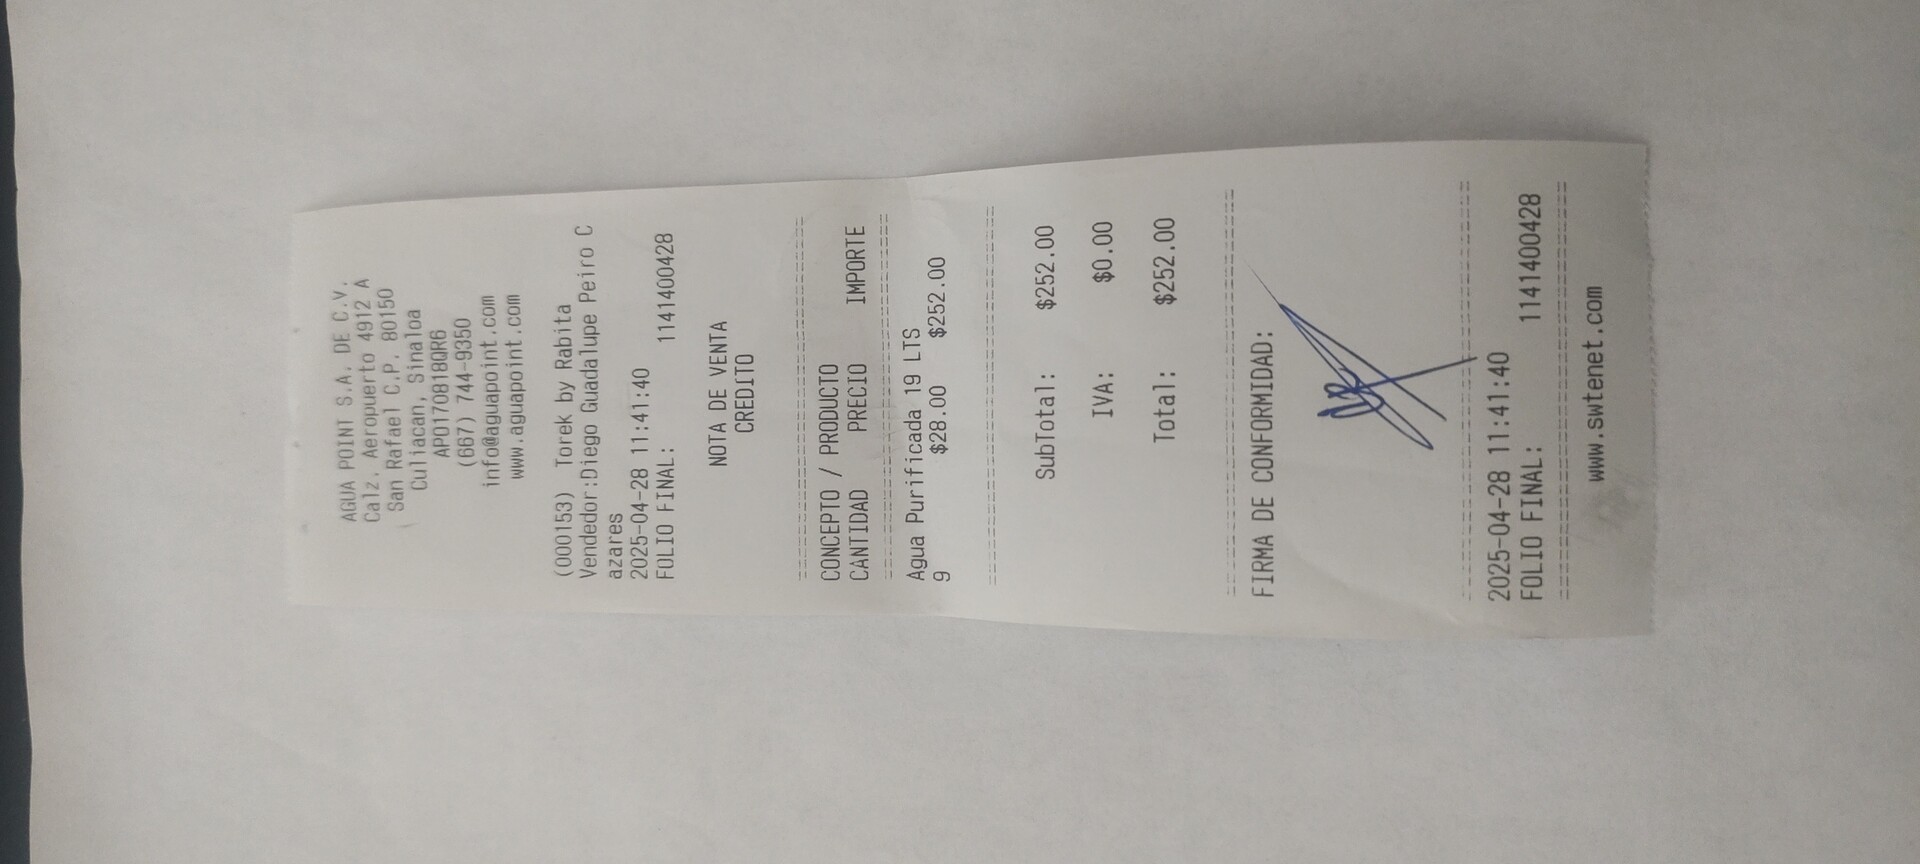 AGUA POINT S.A. DE C.V.
Calz. Aeropuerto 4912 A
San Rafael C.P. 80150
Culiacan, Sinaloa
APO170818QR6
(667) 744-9350
info@aguapoint.com
www.aguapoint.com
(000153) Torek by Rabita
Vendedor:Diego Guadalupe Peiro C
azares
2025-04-28 11:41:40
FOLIO FINAL: 1141400428
NOTA DE VENTA
CREDITO
CONCEPTO / PRODUCTO
CANTIDAD PRECIO IMPORTE
Agua Purificada 19 LTS
9 $28.00 $252.00
SubTotal: $252.00
IVA: $0.00
Total: $252.00
FIRMA DE CONFORMIDAD:
2025-04-28 11:41:40
FOLIO FINAL: 1141400428
www.swtenet.com